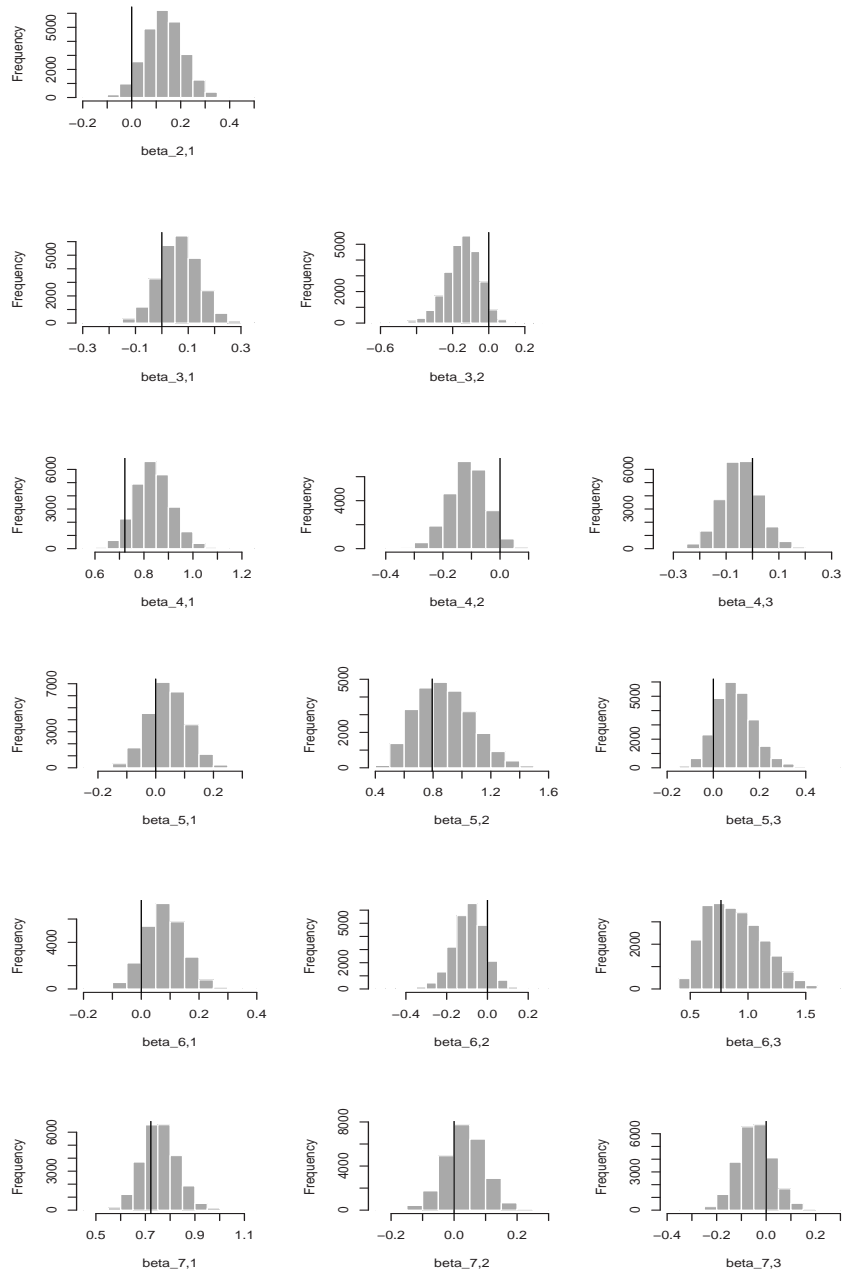 Frequency
0 2000 6000
−0.2 0.0 0.2 0.4
beta_2,1
Frequency
0 2000 5000
−0.3 −0.1 0.1 0.3
beta_3,1
Frequency
0 2000 5000
−0.6 −0.2 0.0 0.2
beta_3,2
Frequency
0 3000 6000
0.6 0.8 1.0 1.2
beta_4,1
Frequency
0 4000
−0.4 −0.2 0.0
beta_4,2
Frequency
0 3000 6000
−0.3 −0.1 0.1 0.3
beta_4,3
Frequency
0 3000 7000
−0.2 0.0 0.2
beta_5,1
Frequency
0 2000 5000
0.4 0.8 1.2 1.6
beta_5,2
Frequency
0 2000 5000
−0.2 0.0 0.2 0.4
beta_5,3
Frequency
0 4000
−0.2 0.0 0.2 0.4
beta_6,1
Frequency
0 3000 6000
−0.4 −0.2 0.0 0.2
beta_6,2
Frequency
0 2000
0.5 1.0 1.5
beta_6,3
Frequency
0 3000 6000
0.5 0.7 0.9 1.1
beta_7,1
Frequency
0 4000 8000
−0.2 0.0 0.2
beta_7,2
Frequency
0 3000 6000
−0.4 −0.2 0.0 0.2
beta_7,3